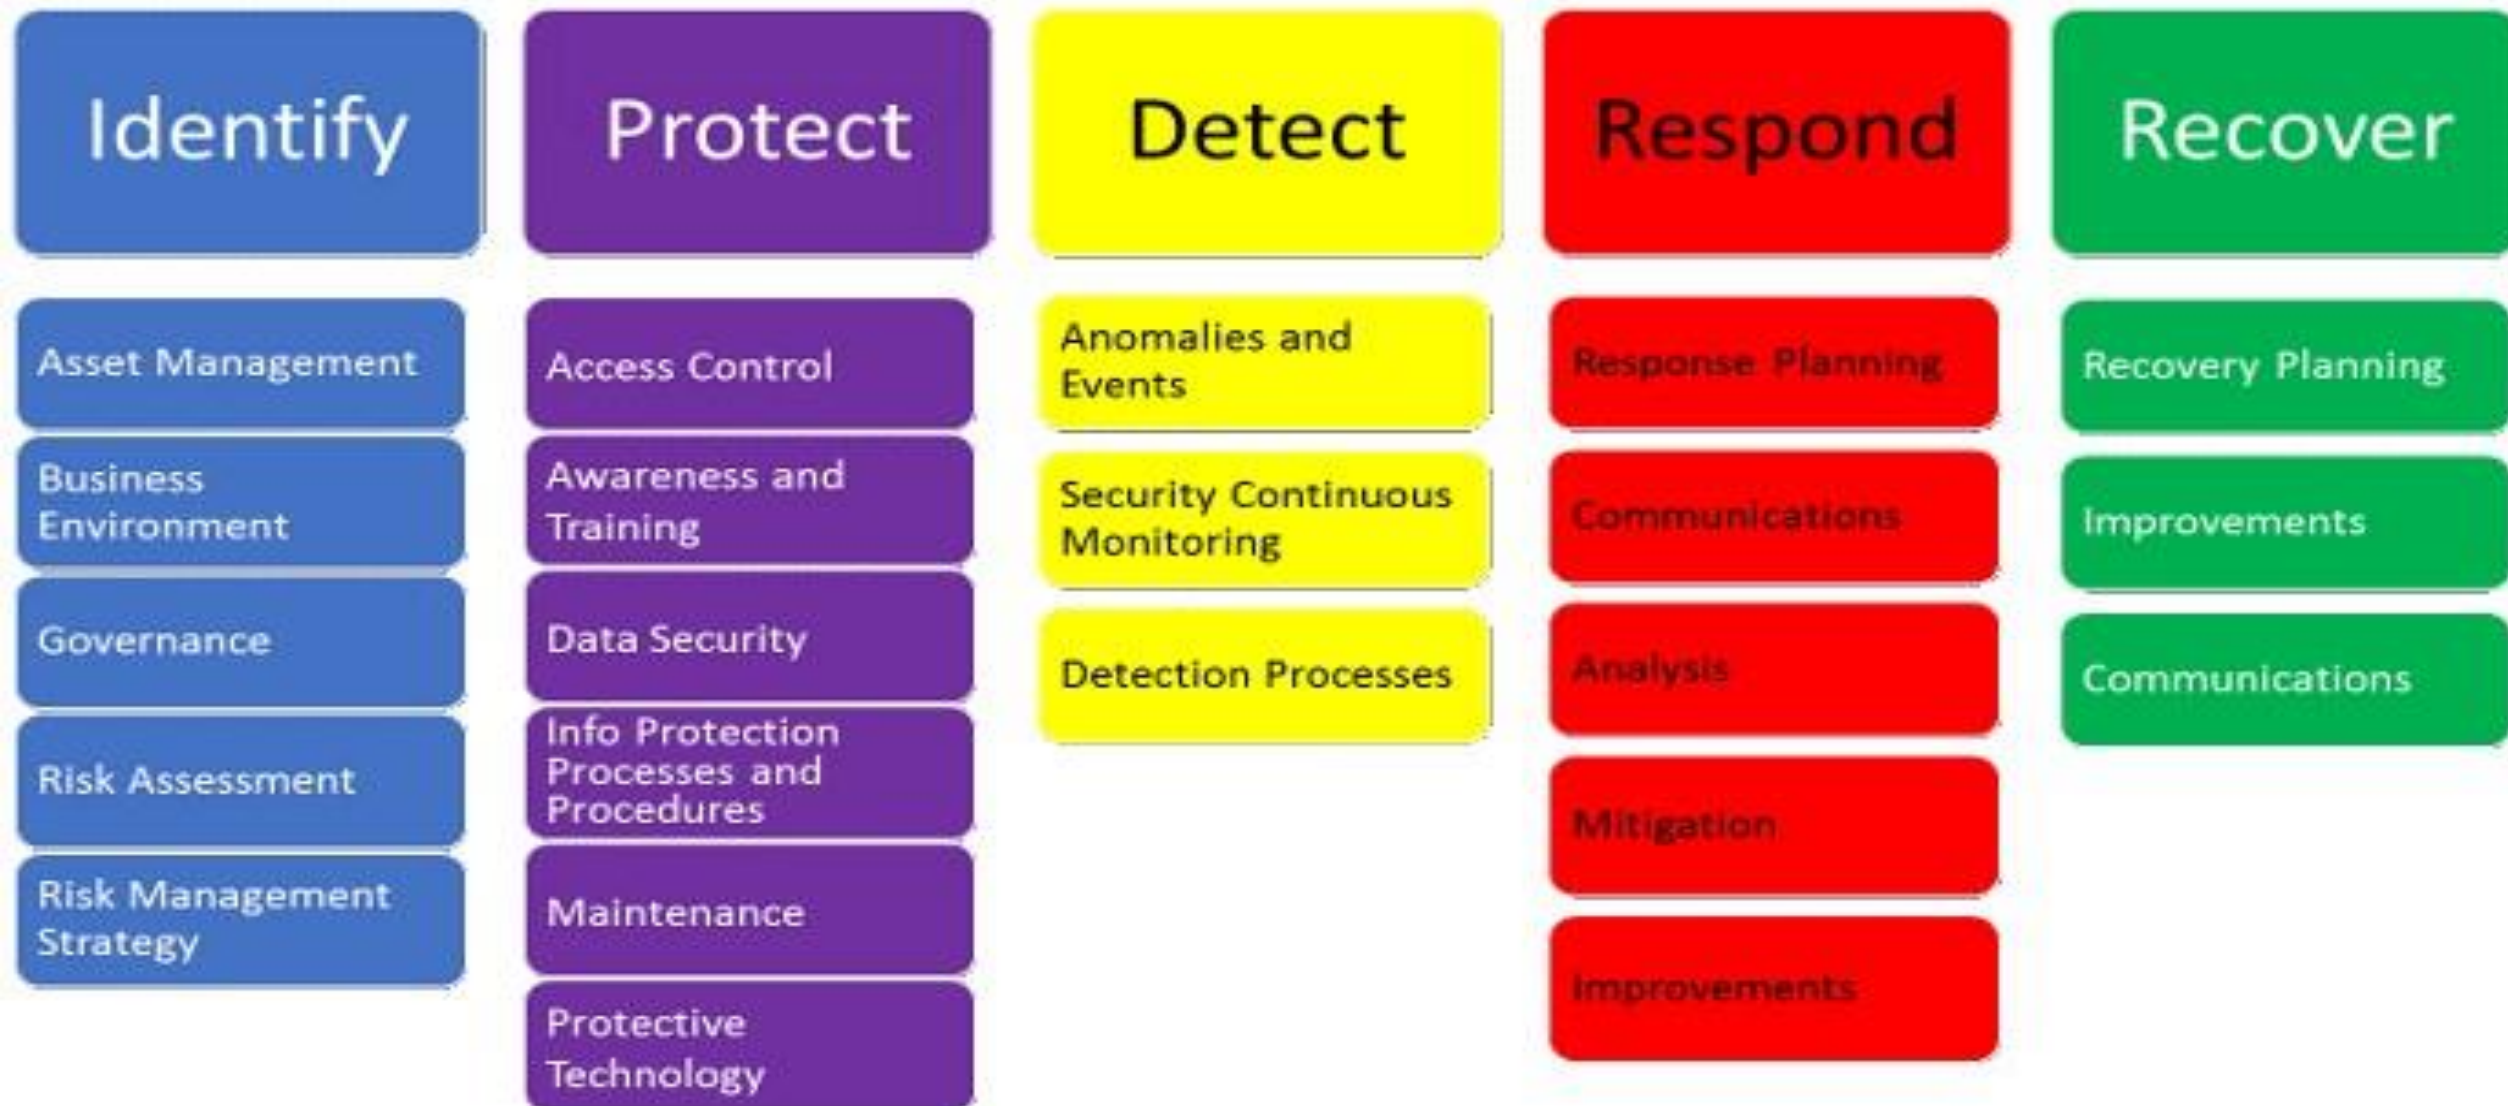 Identify
Protect
Detect
Respond
Recover
Asset Management
Business
Environment
Governance
Risk Assessment
Risk Management
Strategy
Access Control
Awareness and
Training
Data Security
Info Protection
Processes and
Procedures
Maintenance
Protective
Technology
Anomalies and
Events
Security Continuous
Monitoring
Detection Processes
Response Planning
Communications
Analysis
Mitigation
Improvements
Recovery Planning
Improvements
Communications